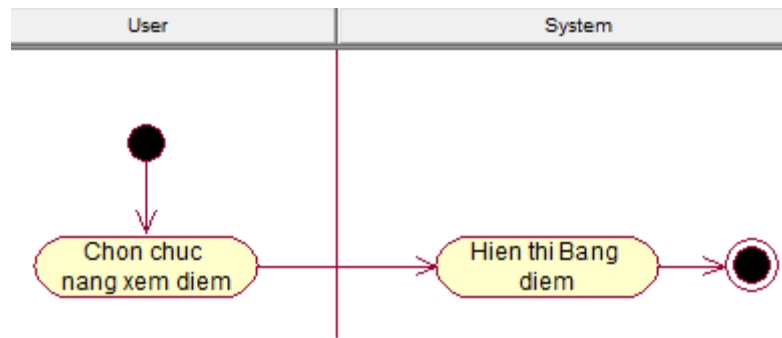 User
System
Chon chuc
nang xem diem
Hien thi Bang
diem